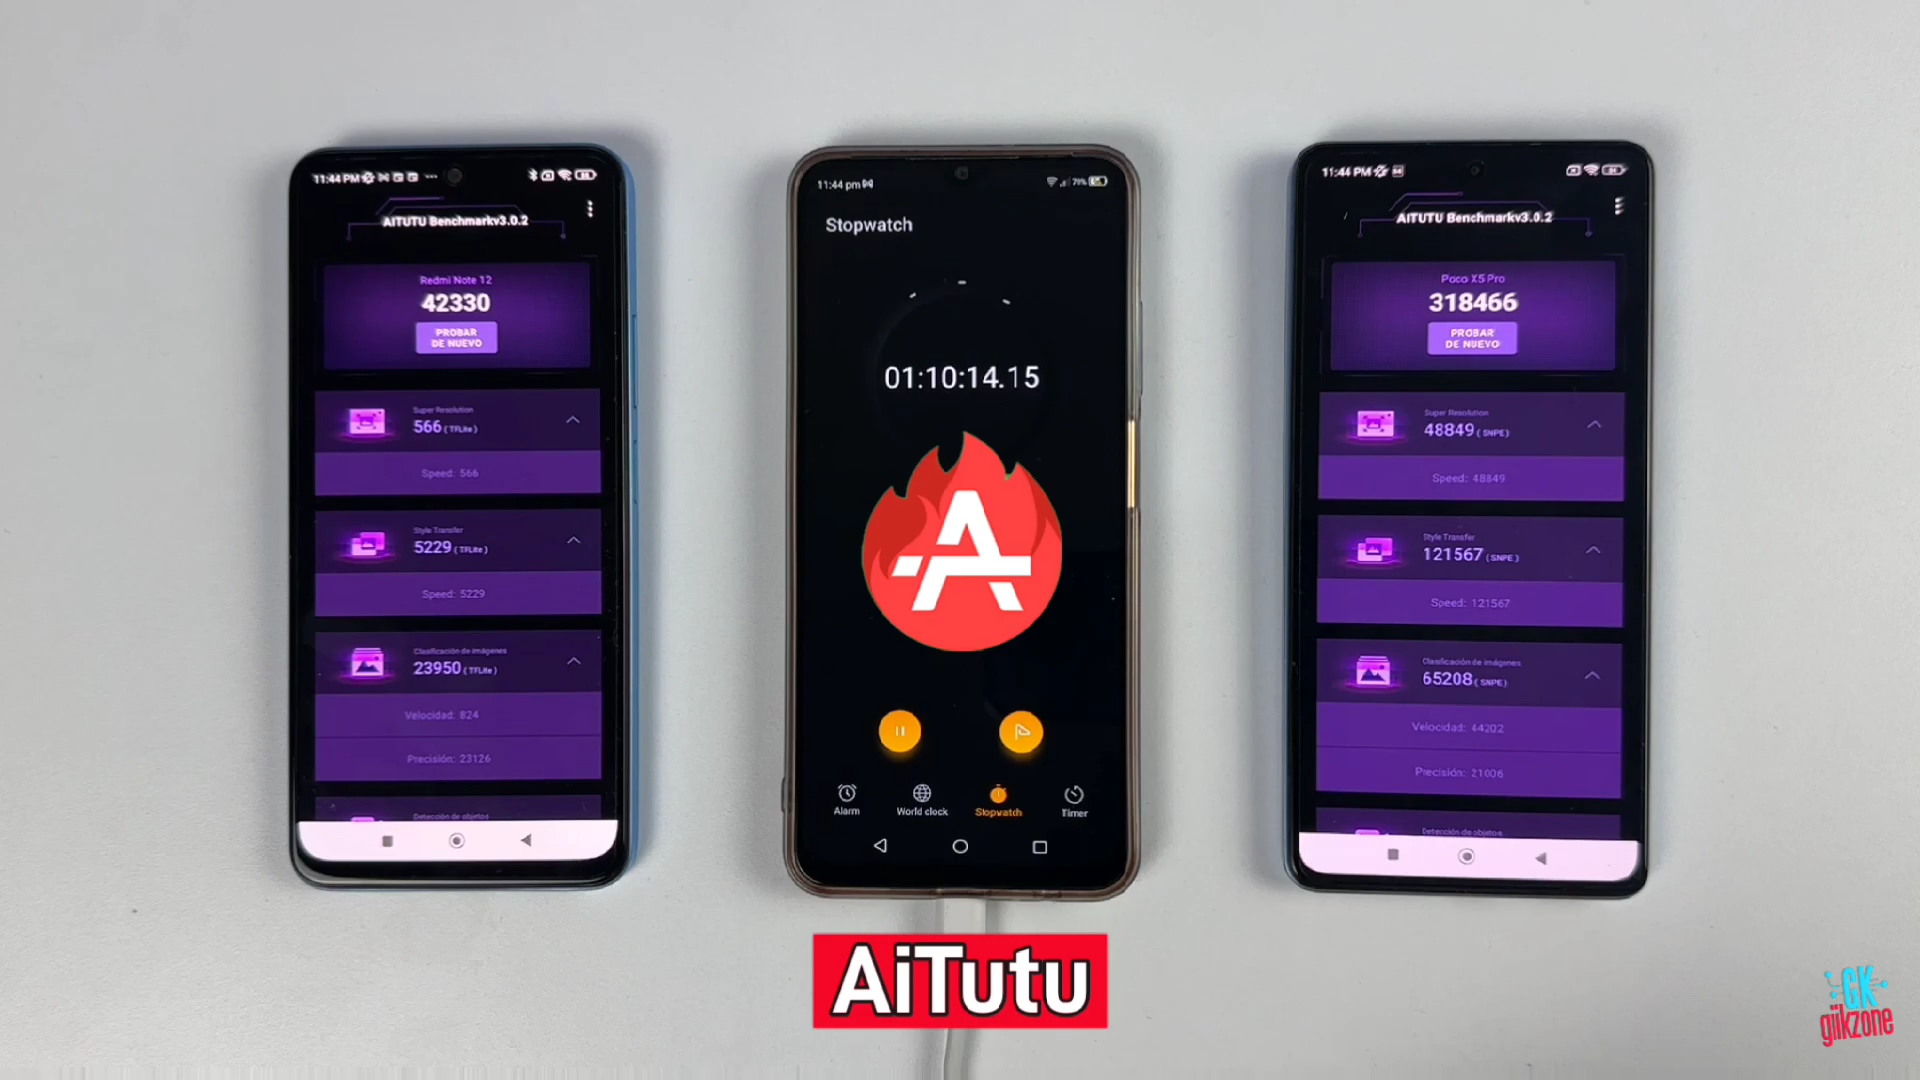 11:44 PM
AITUTU Benchmarkv3.0.2
Redmi Note 12
42330
PROBAR
DE NUEVO
Super Resolution
566 (TFLite)
Speed: 566
Style Transfer
5229 (TFLite)
Speed: 5229
Clasificación de imágenes
23950 (TFLite)
Velocidad: 824
Precisión: 23126
Detección de objetos
11:44 pm
Stopwatch
01:10:14.15
Alarm
World clock
Stopwatch
Timer
11:44 PM
AITUTU Benchmarkv3.0.2
Poco X5 Pro
318466
PROBAR
DE NUEVO
Super Resolution
48849 (SNPE)
Speed: 48849
Style Transfer
121567 (SNPE)
Speed: 121567
Clasificación de imágenes
65208 (SNPE)
Velocidad: 44202
Precisión: 21006
Detección de objetos
AiTutu
GK
giikzone